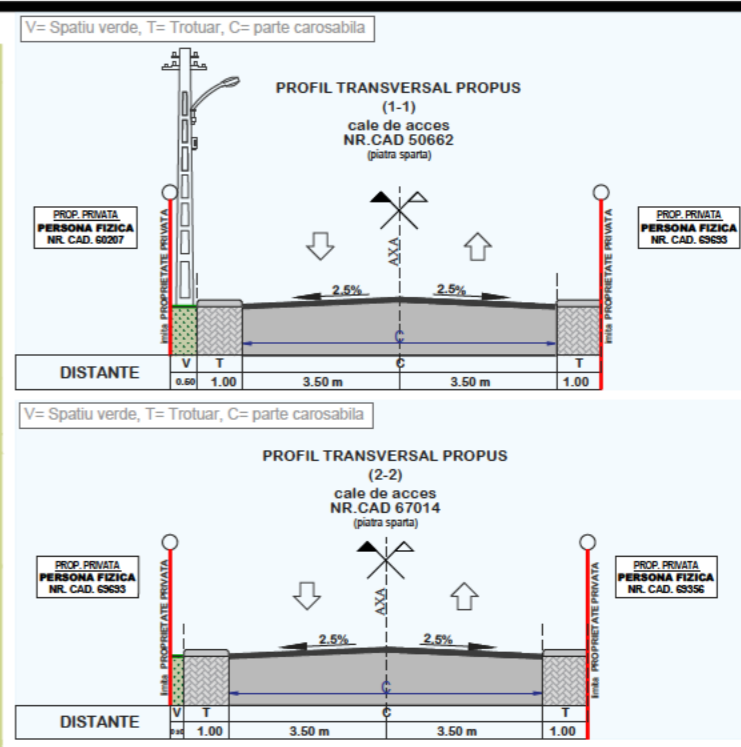 V= Spatiu verde, T= Trotuar, C= parte carosabila
PROFIL TRANSVERSAL PROPUS
(1-1)
cale de acces
NR.CAD 50662
(piatra sparta)
PROP. PRIVATA
PERSONA FIZICA
NR. CAD. 60207
PROP. PRIVATA
PERSONA FIZICA
NR. CAD. 69693
imita PROPRIETATE PRIVATA
AXA
imita PROPRIETATE PRIVATA
2.5%
2.5%
C
DISTANTE
V T C T
0.50 1.00 3.50 m 3.50 m 1.00
V= Spatiu verde, T= Trotuar, C= parte carosabila
PROFIL TRANSVERSAL PROPUS
(2-2)
cale de acces
NR.CAD 67014
(piatra sparta)
PROP. PRIVATA
PERSONA FIZICA
NR. CAD. 69693
PROP. PRIVATA
PERSONA FIZICA
NR. CAD. 69356
limita PROPRIETATE PRIVATA
AXA
limita PROPRIETATE PRIVATA
2.5%
2.5%
C
DISTANTE
V T C T
1.00 3.50 m 3.50 m 1.00